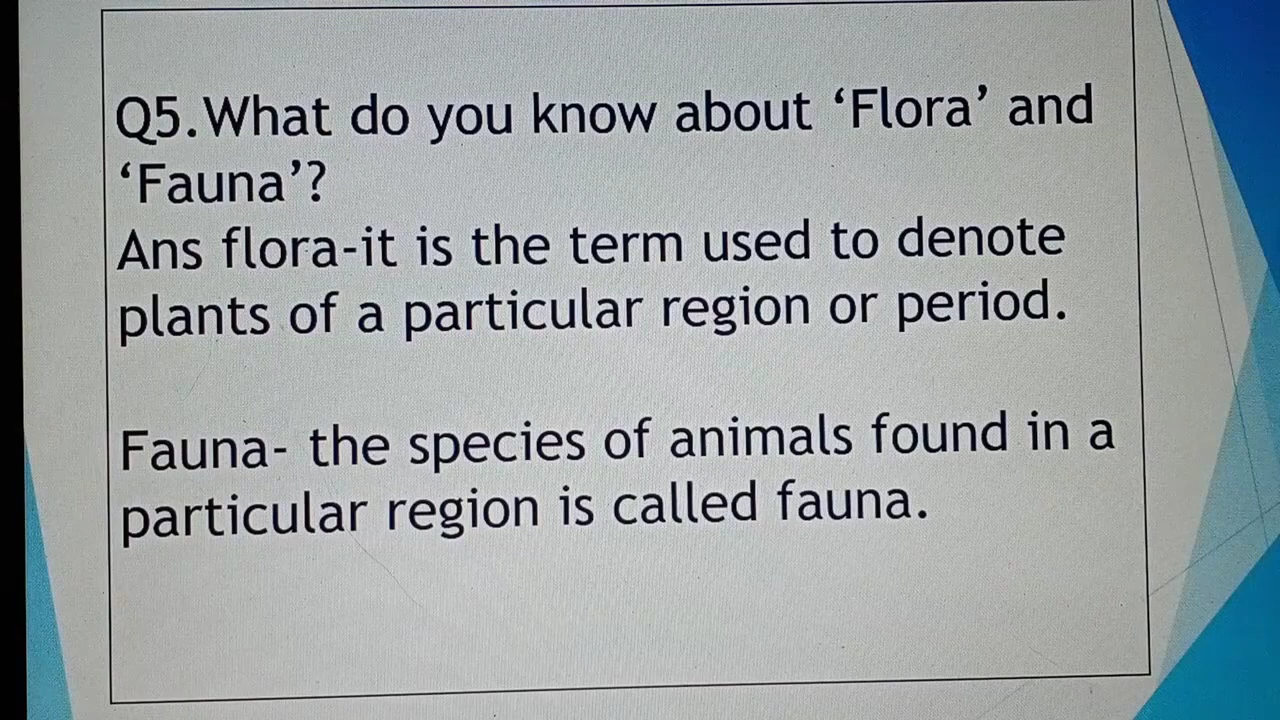 Q5.What do you know about ‘Flora’ and
‘Fauna’?
Ans flora-it is the term used to denote
plants of a particular region or period.
Fauna- the species of animals found in a
particular region is called fauna.